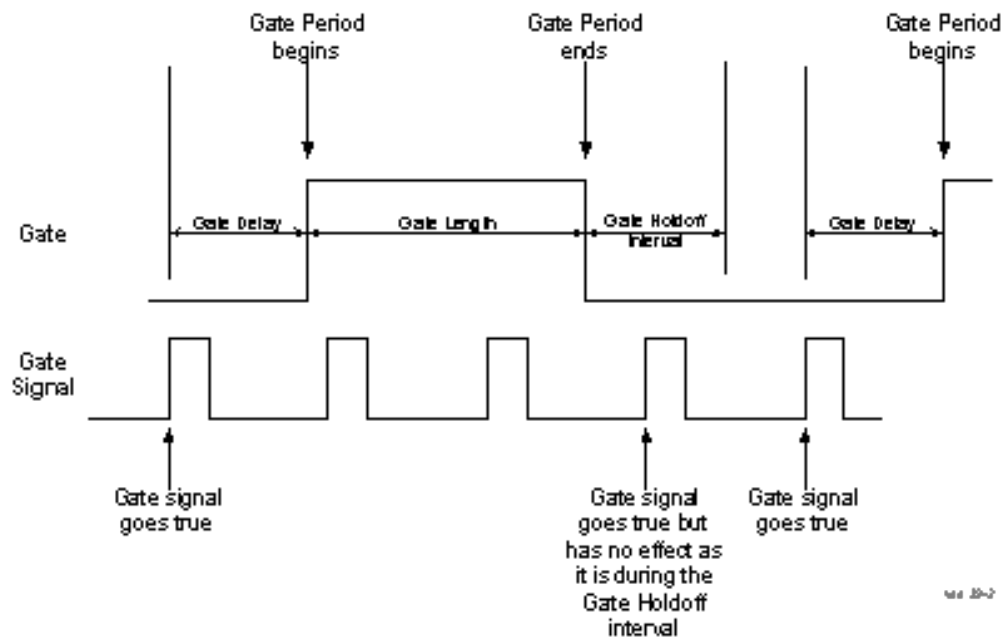 Gate Period
begins
Gate Period
ends
Gate Period
begins
Gate
Gate Delay
Gate Length
Gate Holdoff
Interval
Gate Delay
Gate
Signal
Gate signal
goes true
Gate signal
goes true but
has no effect as
it is during the
Gate Holdoff
interval
Gate signal
goes true